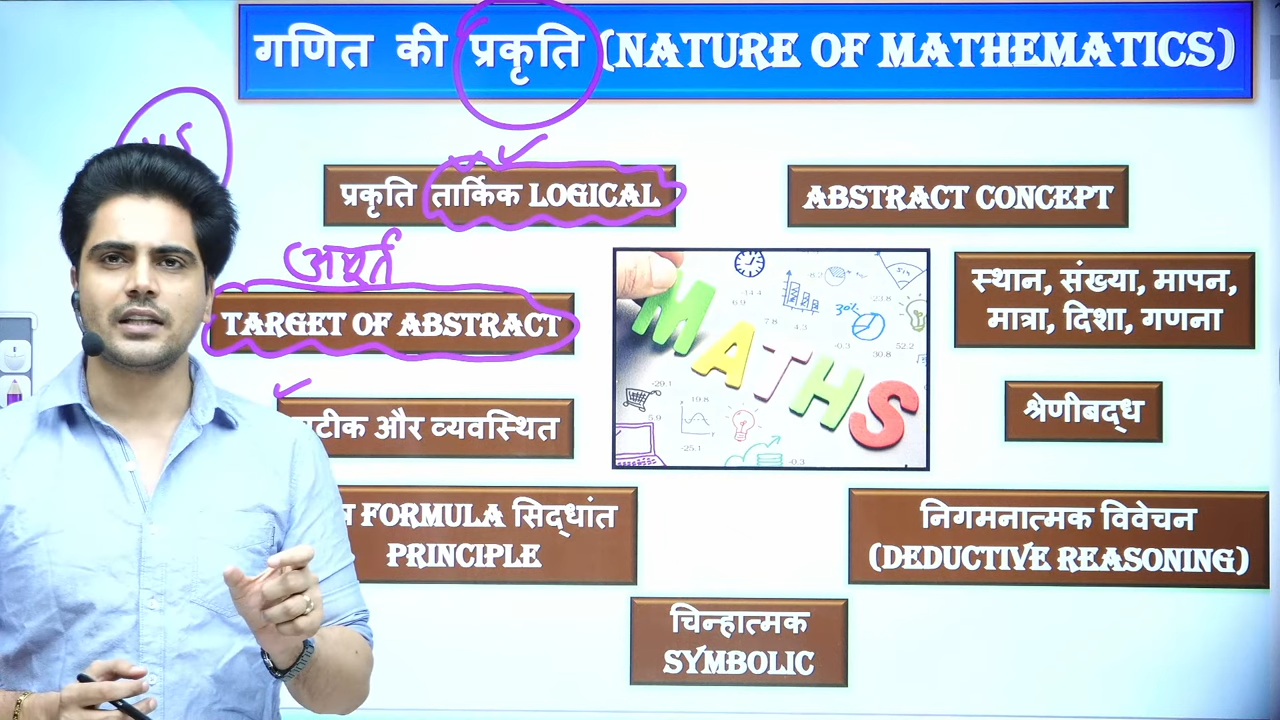 गणित की प्रकृति (NATURE OF MATHEMATICS)
प्रकृति तार्किक LOGICAL
ABSTRACT CONCEPT
TARGET OF ABSTRACT
स्थान, संख्या, मापन,
मात्रा, दिशा, गणना
MATHS
30%
और व्यवस्थित
श्रेणीबद्ध
FORMULA सिद्धांत
PRINCIPLE
निगमनात्मक विवेचन
(DEDUCTIVE REASONING)
चिन्हात्मक
SYMBOLIC